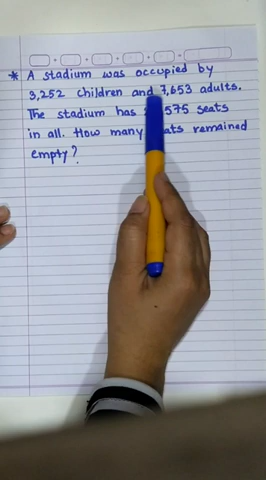 * A stadium was occupied by
3,252 children and 7,653 adults.
The stadium has 575 seats
in all. How many remained
empty?